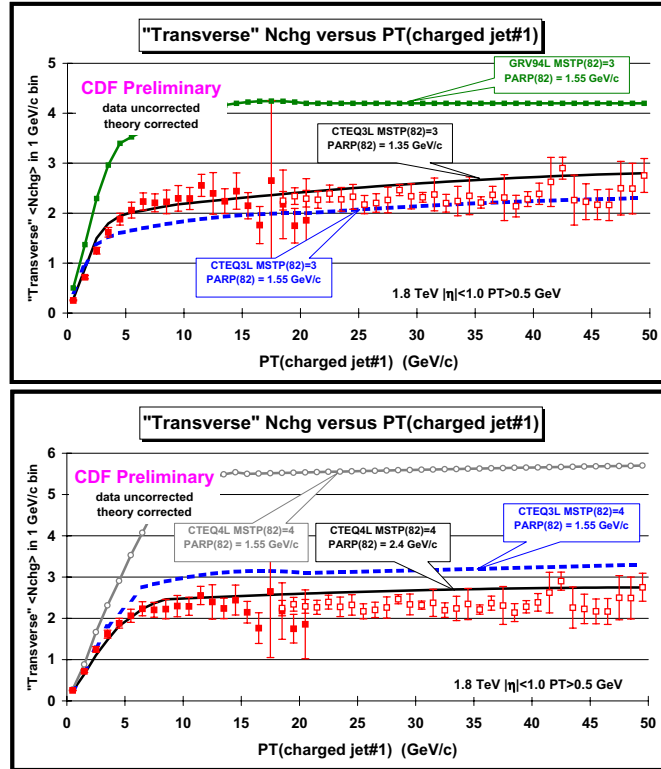 "Transverse" Nchg versus PT(charged jet#1)
CDF Preliminary
data uncorrected
theory corrected
GRV94L MSTP(82)=3
PARP(82) = 1.55 GeV/c
CTEQ3L MSTP(82)=3
PARP(82) = 1.35 GeV/c
CTEQ3L MSTP(82)=3
PARP(82) = 1.55 GeV/c
1.8 TeV |η|<1.0 PT>0.5 GeV
"Transverse" <Nchg> in 1 GeV/c bin
5
4
3
2
1
0
0 5 10 15 20 25 30 35 40 45 50
PT(charged jet#1) (GeV/c)
"Transverse" Nchg versus PT(charged jet#1)
CDF Preliminary
data uncorrected
theory corrected
CTEQ4L MSTP(82)=4
PARP(82) = 1.55 GeV/c
CTEQ4L MSTP(82)=4
PARP(82) = 2.4 GeV/c
CTEQ3L MSTP(82)=4
PARP(82) = 1.55 GeV/c
1.8 TeV |η|<1.0 PT>0.5 GeV
"Transverse" <Nchg> in 1 GeV/c bin
6
5
4
3
2
1
0
0 5 10 15 20 25 30 35 40 45 50
PT(charged jet#1) (GeV/c)